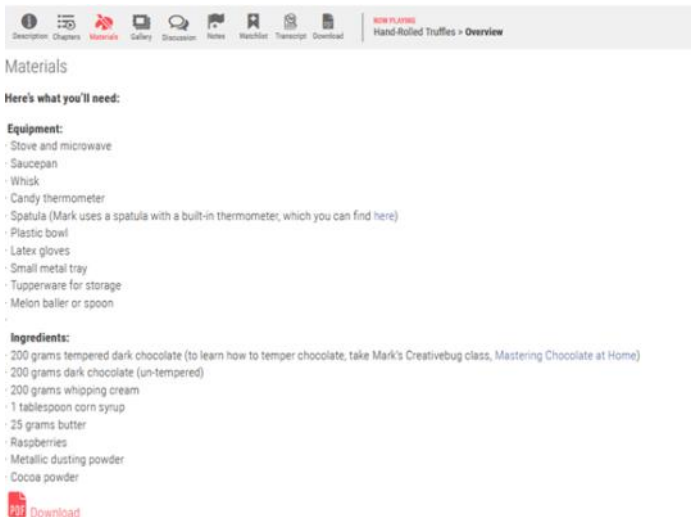 Description Chapters Materials Gallery Discussion Notes Watchlist Transcript Download
NOW PLAYING
Hand-Rolled Truffles > Overview
Materials
Here's what you'll need:
Equipment:
· Stove and microwave
· Saucepan
· Whisk
· Candy thermometer
· Spatula (Mark uses a spatula with a built-in thermometer, which you can find here)
· Plastic bowl
· Latex gloves
· Small metal tray
· Tupperware for storage
· Melon baller or spoon
·
Ingredients:
· 200 grams tempered dark chocolate (to learn how to temper chocolate, take Mark's Creativebug class, Mastering Chocolate at Home)
· 200 grams dark chocolate (un-tempered)
· 200 grams whipping cream
· 1 tablespoon corn syrup
· 25 grams butter
· Raspberries
· Metallic dusting powder
· Cocoa powder
PDF Download